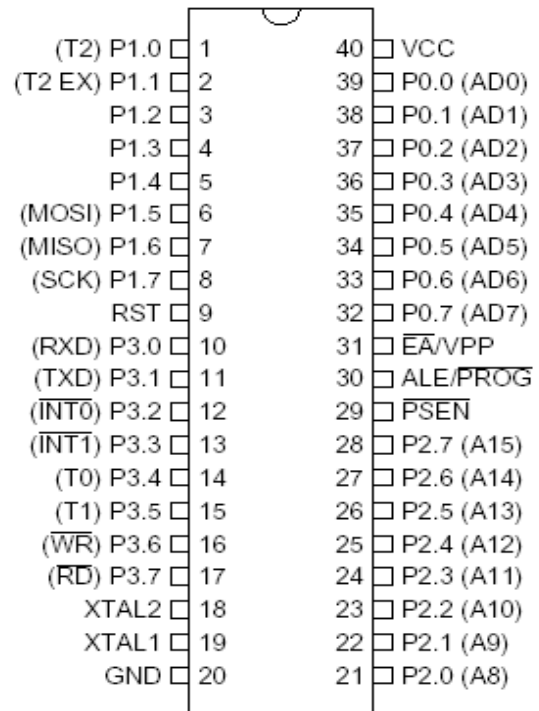 (T2) P1.0 1 40 VCC
(T2 EX) P1.1 2 39 P0.0 (AD0)
P1.2 3 38 P0.1 (AD1)
P1.3 4 37 P0.2 (AD2)
P1.4 5 36 P0.3 (AD3)
(MOSI) P1.5 6 35 P0.4 (AD4)
(MISO) P1.6 7 34 P0.5 (AD5)
(SCK) P1.7 8 33 P0.6 (AD6)
RST 9 32 P0.7 (AD7)
(RXD) P3.0 10 31 E̅A̅/VPP
(TXD) P3.1 11 30 ALE/P̅R̅O̅G̅
(I̅N̅T̅0̅) P3.2 12 29 P̅S̅E̅N̅
(I̅N̅T̅1̅) P3.3 13 28 P2.7 (A15)
(T0) P3.4 14 27 P2.6 (A14)
(T1) P3.5 15 26 P2.5 (A13)
(W̅R̅) P3.6 16 25 P2.4 (A12)
(R̅D̅) P3.7 17 24 P2.3 (A11)
XTAL2 18 23 P2.2 (A10)
XTAL1 19 22 P2.1 (A9)
GND 20 21 P2.0 (A8)